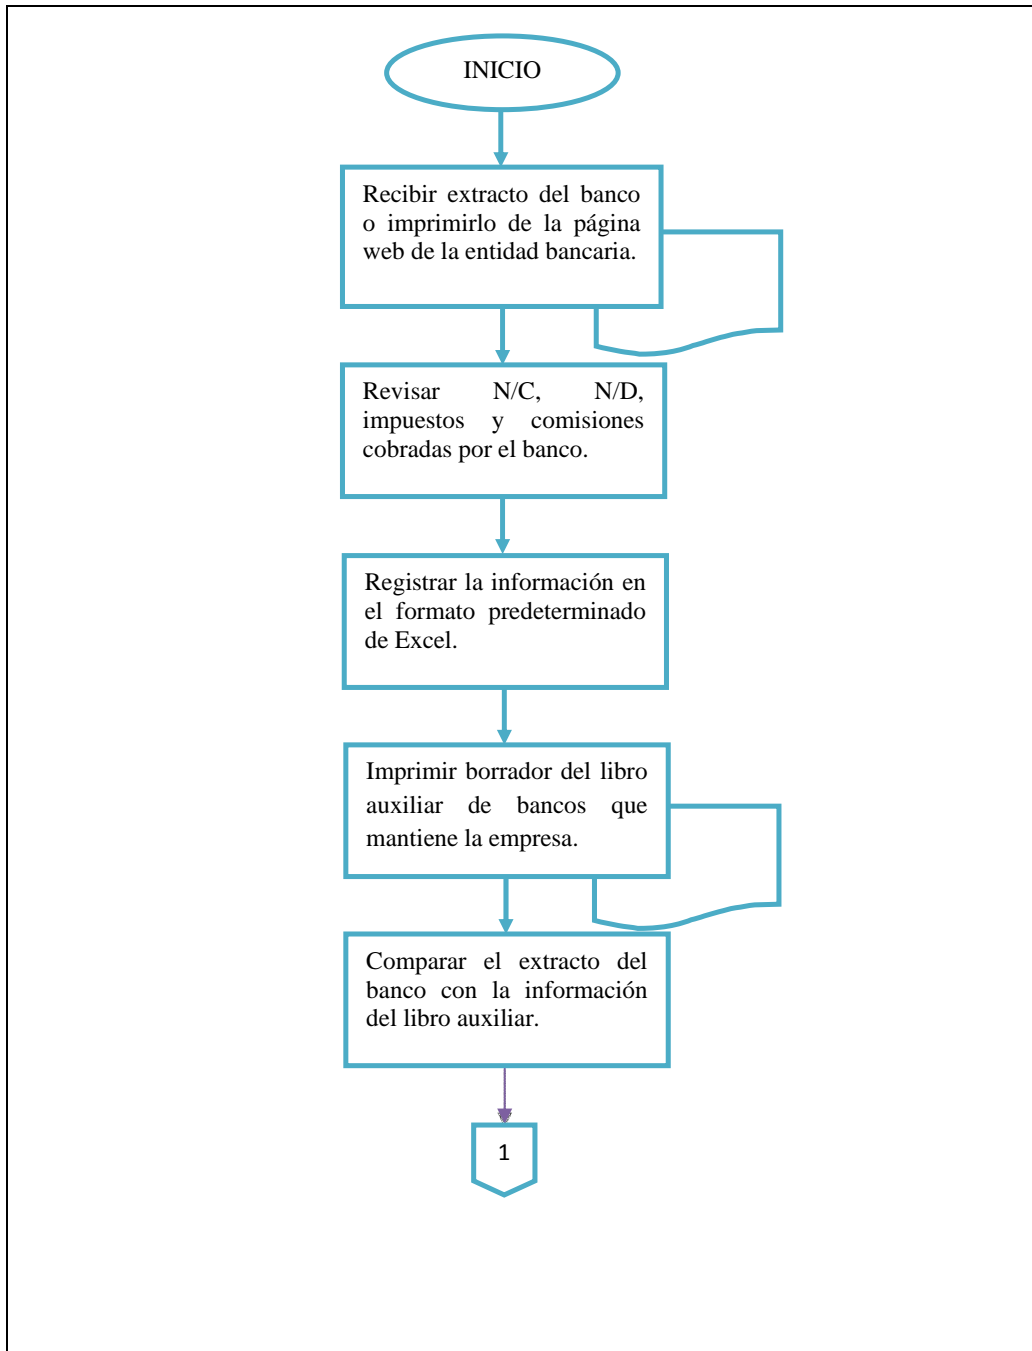 INICIO
Recibir extracto del banco
o imprimirlo de la página
web de la entidad bancaria.
Revisar N/C, N/D,
impuestos y comisiones
cobradas por el banco.
Registrar la información en
el formato predeterminado
de Excel.
Imprimir borrador del libro
auxiliar de bancos que
mantiene la empresa.
Comparar el extracto del
banco con la información
del libro auxiliar.
1